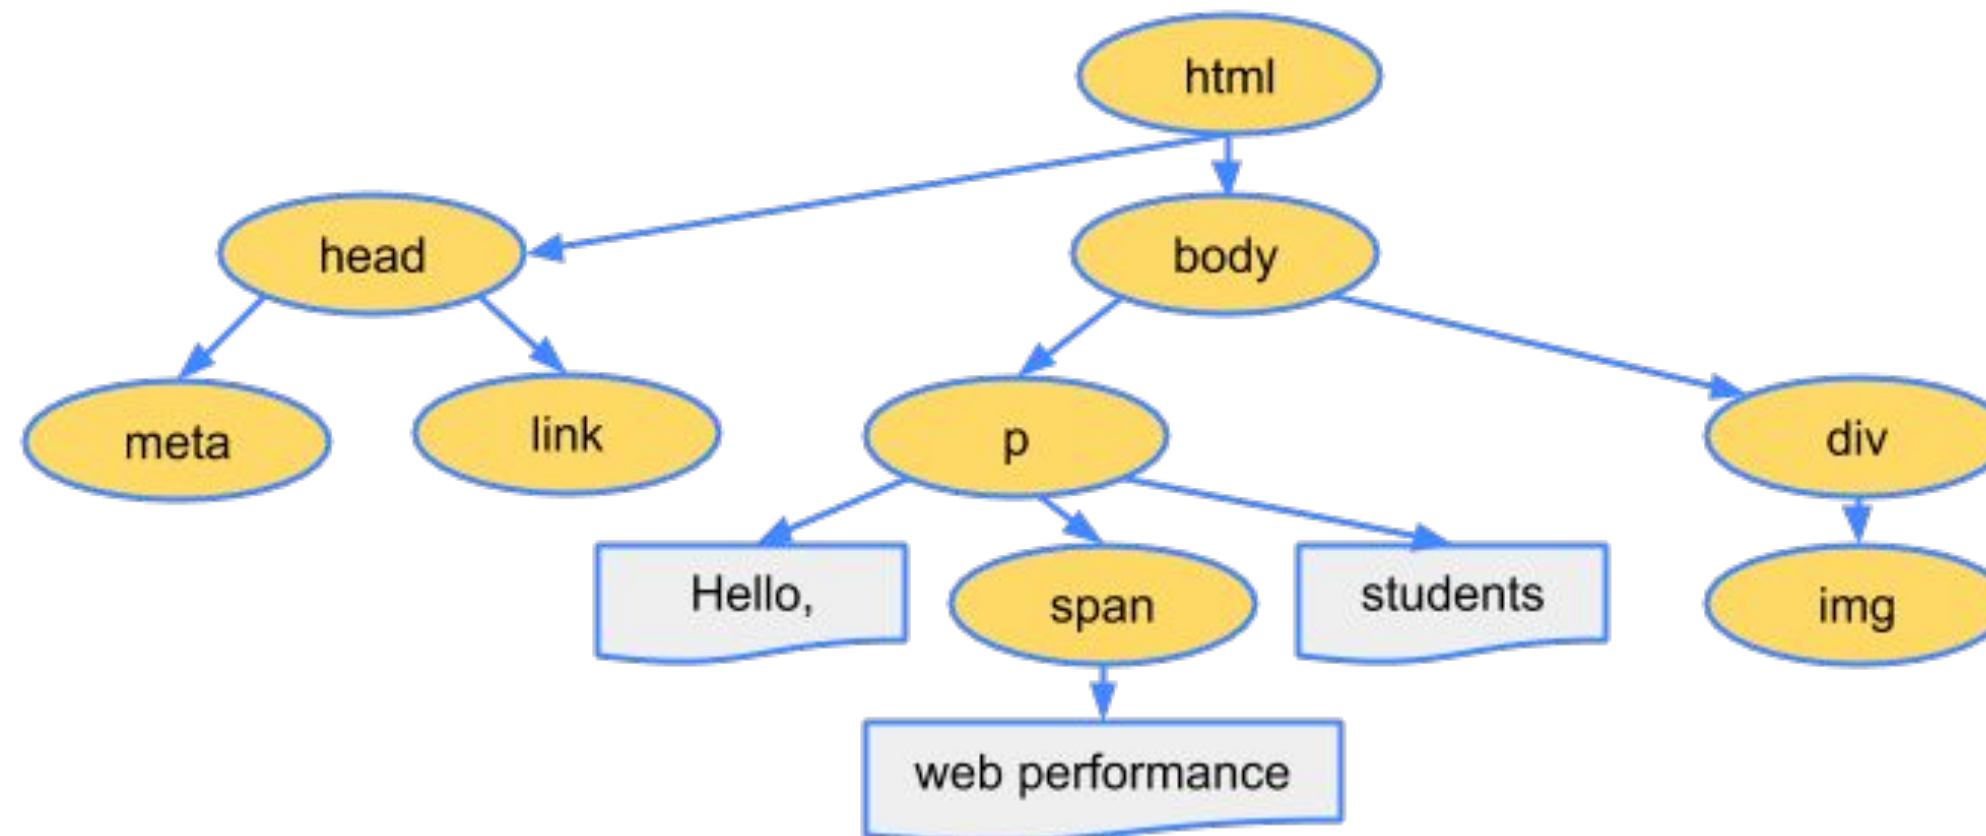 html
head
body
meta
link
p
div
Hello,
span
students
img
web performance